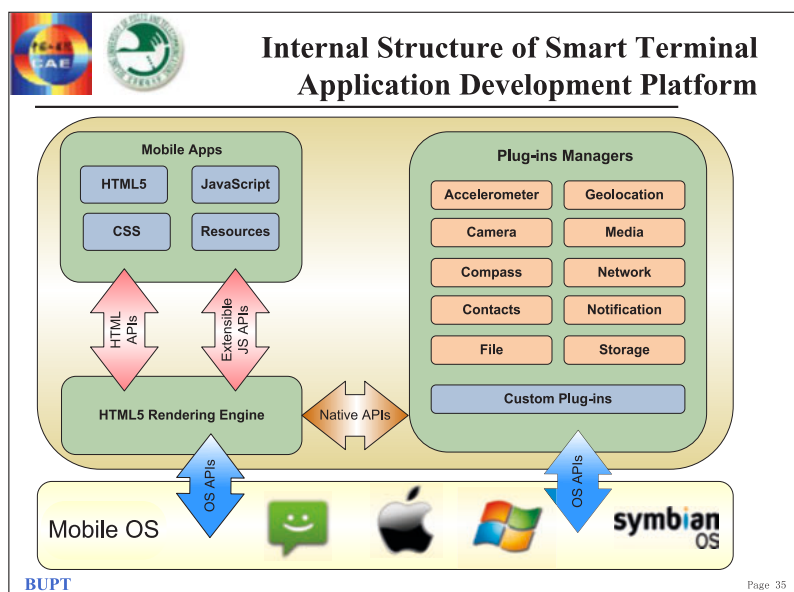 Internal Structure of Smart Terminal
Application Development Platform
CAE
Mobile Apps
HTML5
JavaScript
CSS
Resources
HTML
APIs
Extensible
JS APIs
HTML5 Rendering Engine
Native APIs
Plug-ins Managers
Accelerometer
Geolocation
Camera
Media
Compass
Network
Contacts
Notification
File
Storage
Custom Plug-ins
OS APIs
OS APIs
Mobile OS
symbian
OS
BUPT
Page 35